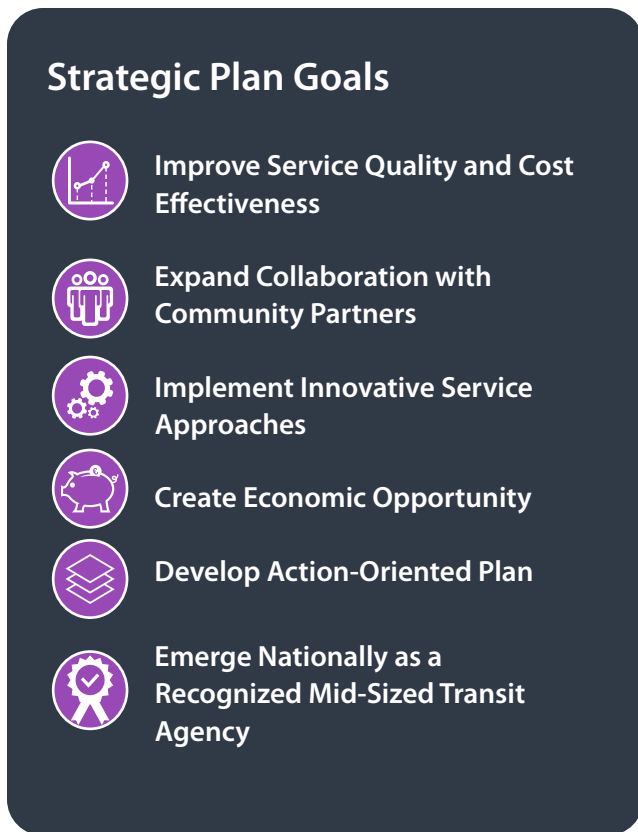 Strategic Plan Goals
Improve Service Quality and Cost
Effectiveness
Expand Collaboration with
Community Partners
Implement Innovative Service
Approaches
Create Economic Opportunity
Develop Action-Oriented Plan
Emerge Nationally as a
Recognized Mid-Sized Transit
Agency